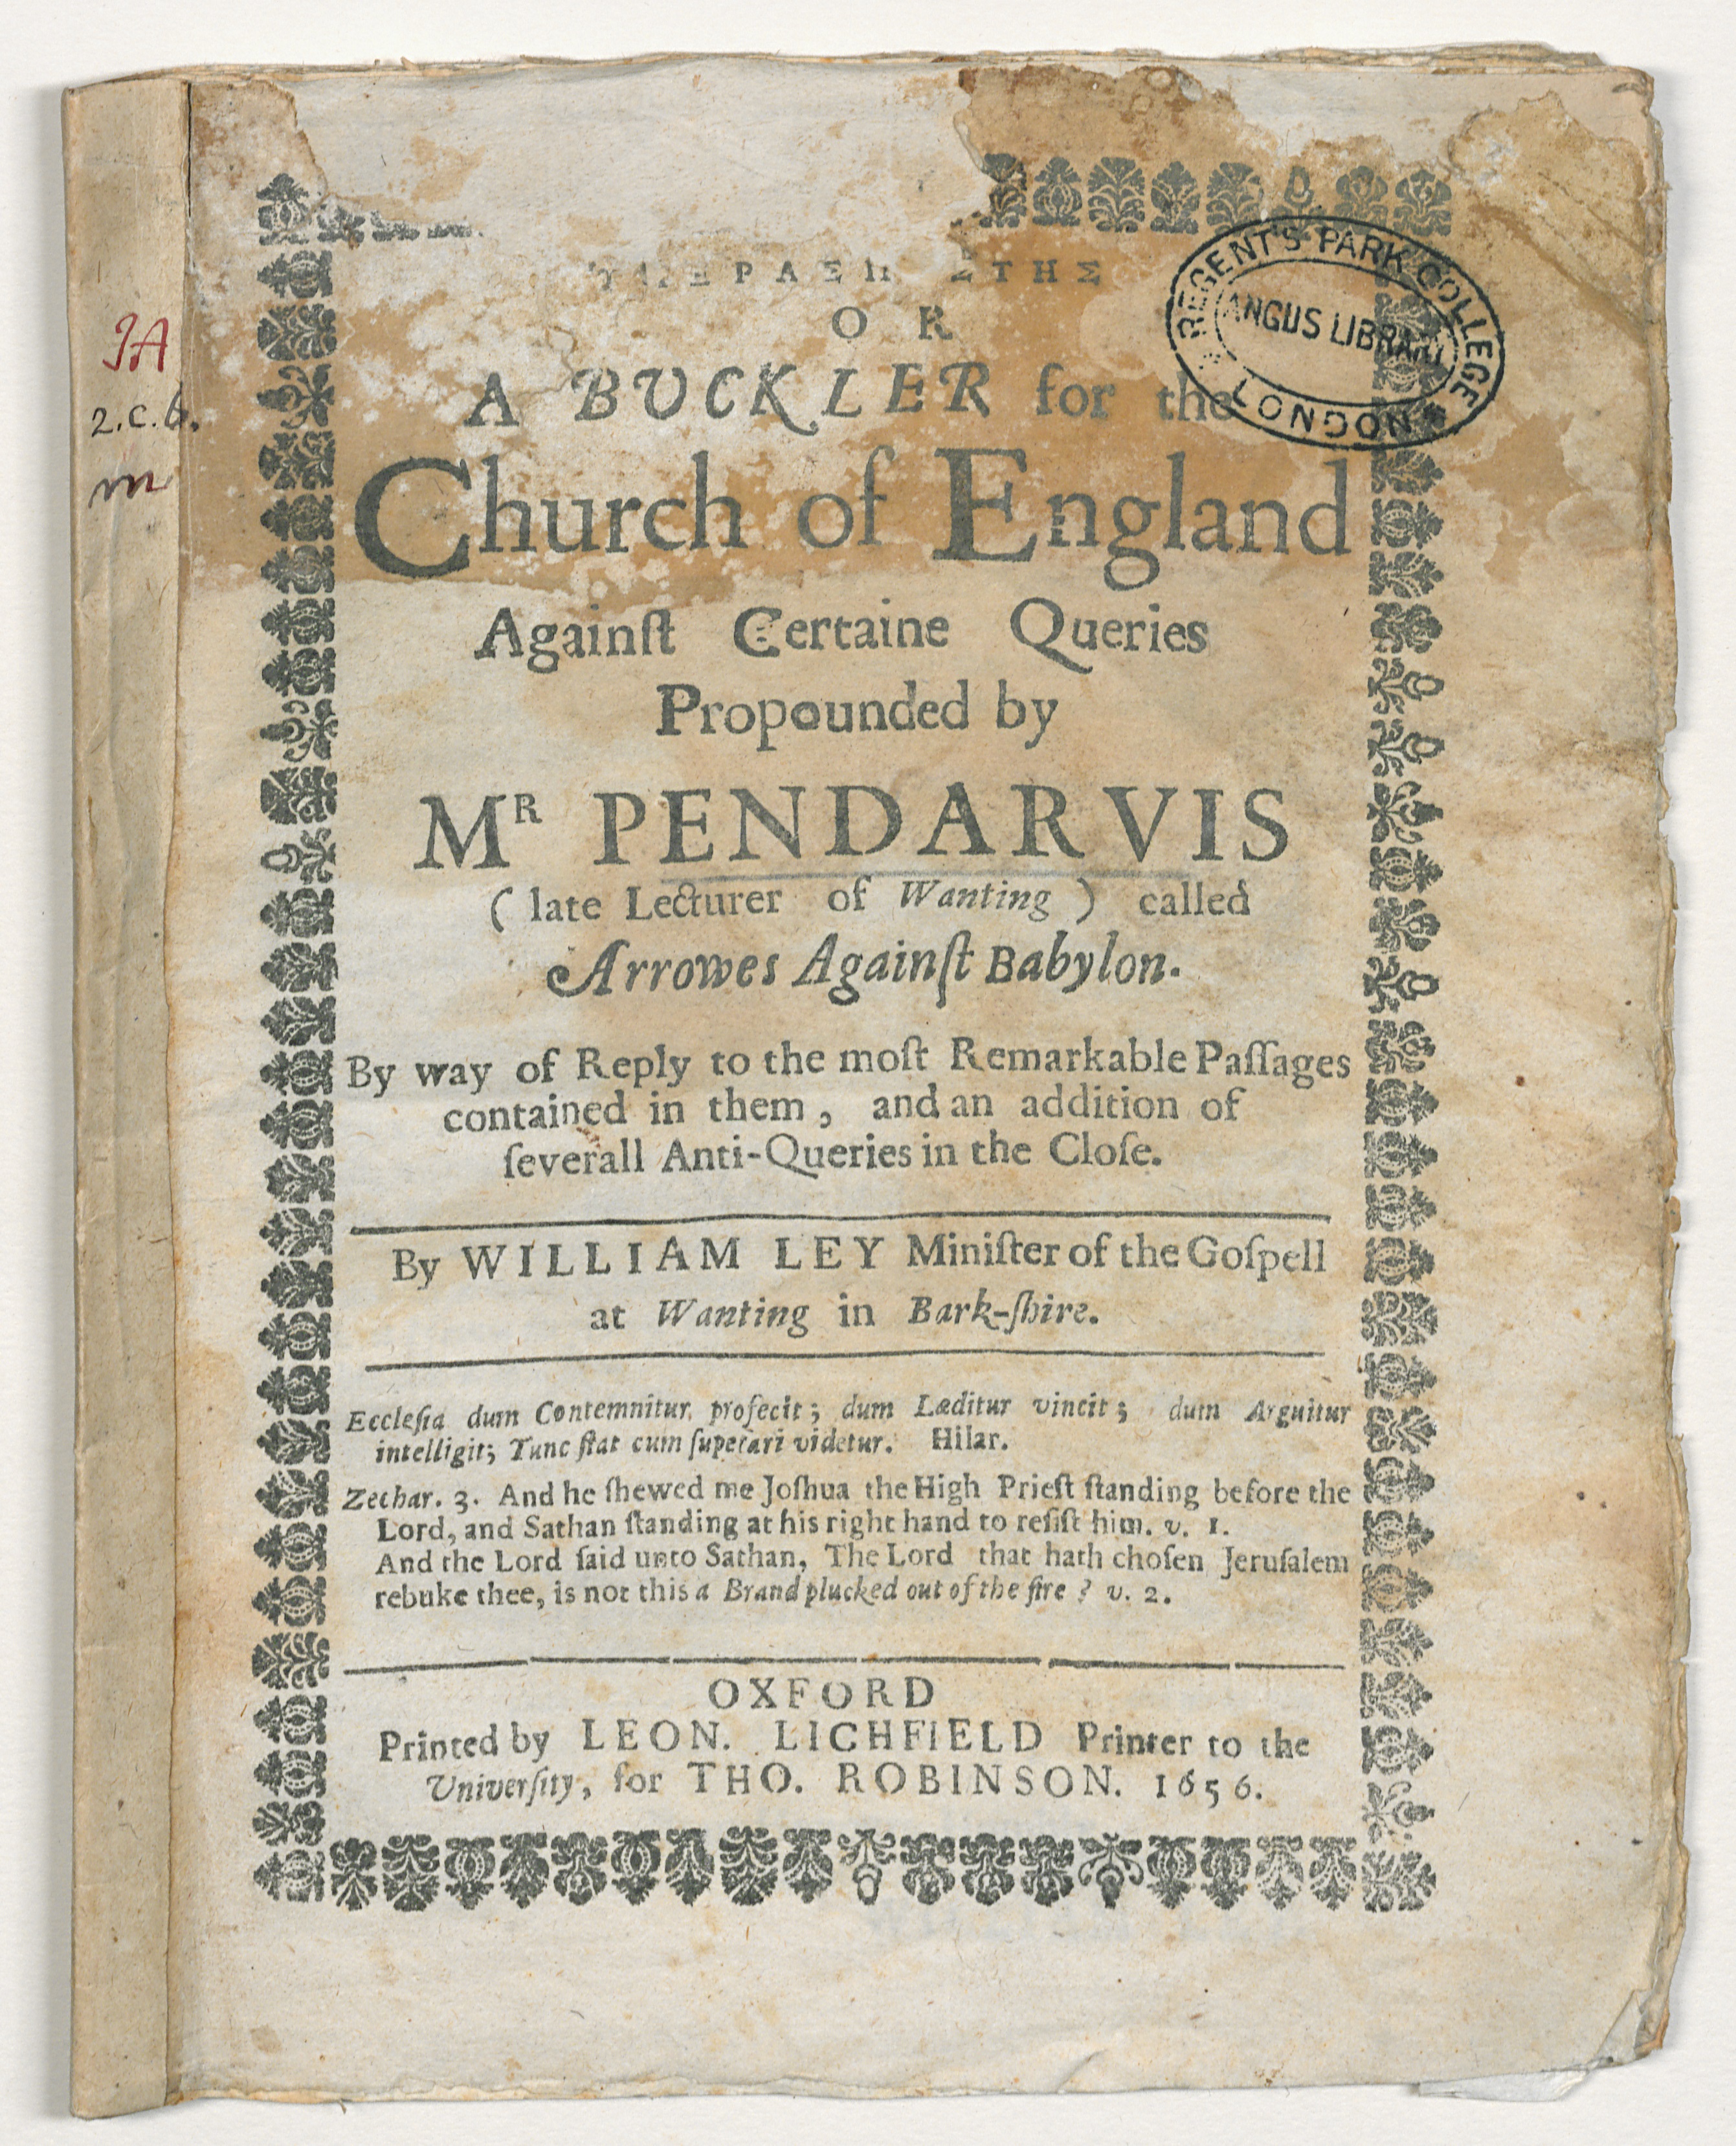 O R
A BUCKLER for the
Church of England
Againſt Certaine Queries
Propounded by
MR PENDARVIS
( late Lecturer of Wanting ) called
Arrowes Againſt Babylon.
By way of Reply to the moſt Remarkable Paſſages
contained in them , and an addition of
ſeverall Anti-Queries in the Cloſe.
By WILLIAM LEY Miniſter of the Goſpell
at Wanting in Bark-ſhire.
Eccleſia dum Contemnitur, profecit ; dum Læditur vincit ; dum Arguitur
intelligit; Tunc ſtat cum ſuperari videtur. Hilar.
Zechar. 3. And he ſhewed me Joſhua the High Prieſt ſtanding before the
Lord, and Sathan ſtanding at his right hand to reſiſt him. v. 1.
And the Lord ſaid unto Sathan, The Lord that hath choſen Jeruſalem
rebuke thee, is not this a Brand plucked out of the fire ? v. 2.
OXFORD
Printed by LEON. LICHFIELD Printer to the
Univerſity, for THO. ROBINSON. 1656.
REGENT'S PARK COLLEGE
ANGUS LIBRARY
LONDON
2.c.6.
m